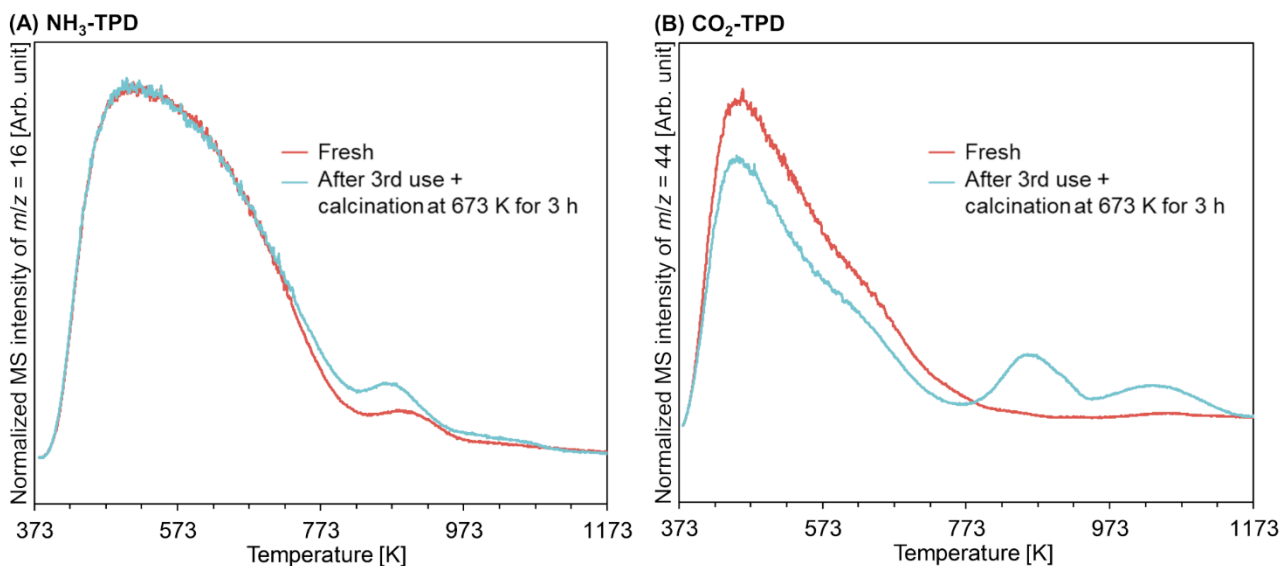 (A) NH₃-TPD
Normalized MS intensity of m/z = 16 [Arb. unit]
Fresh
After 3rd use +
calcination at 673 K for 3 h
373 573 773 973 1173
Temperature [K]
(B) CO₂-TPD
Normalized MS intensity of m/z = 44 [Arb. unit]
Fresh
After 3rd use +
calcination at 673 K for 3 h
373 573 773 973 1173
Temperature [K]